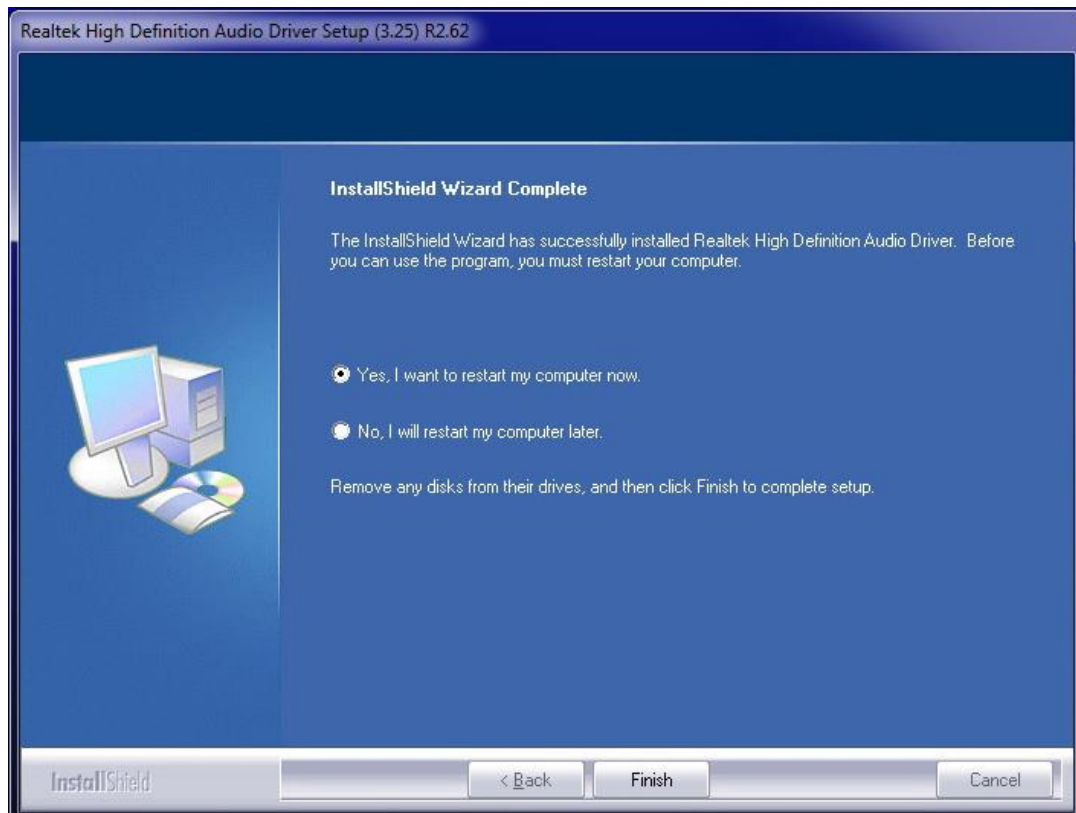 Realtek High Definition Audio Driver Setup (3.25) R2.62
InstallShield Wizard Complete
The InstallShield Wizard has successfully installed Realtek High Definition Audio Driver.  Before
you can use the program, you must restart your computer.
Yes, I want to restart my computer now.
No, I will restart my computer later.
Remove any disks from their drives, and then click Finish to complete setup.
InstallShield
< Back
Finish
Cancel